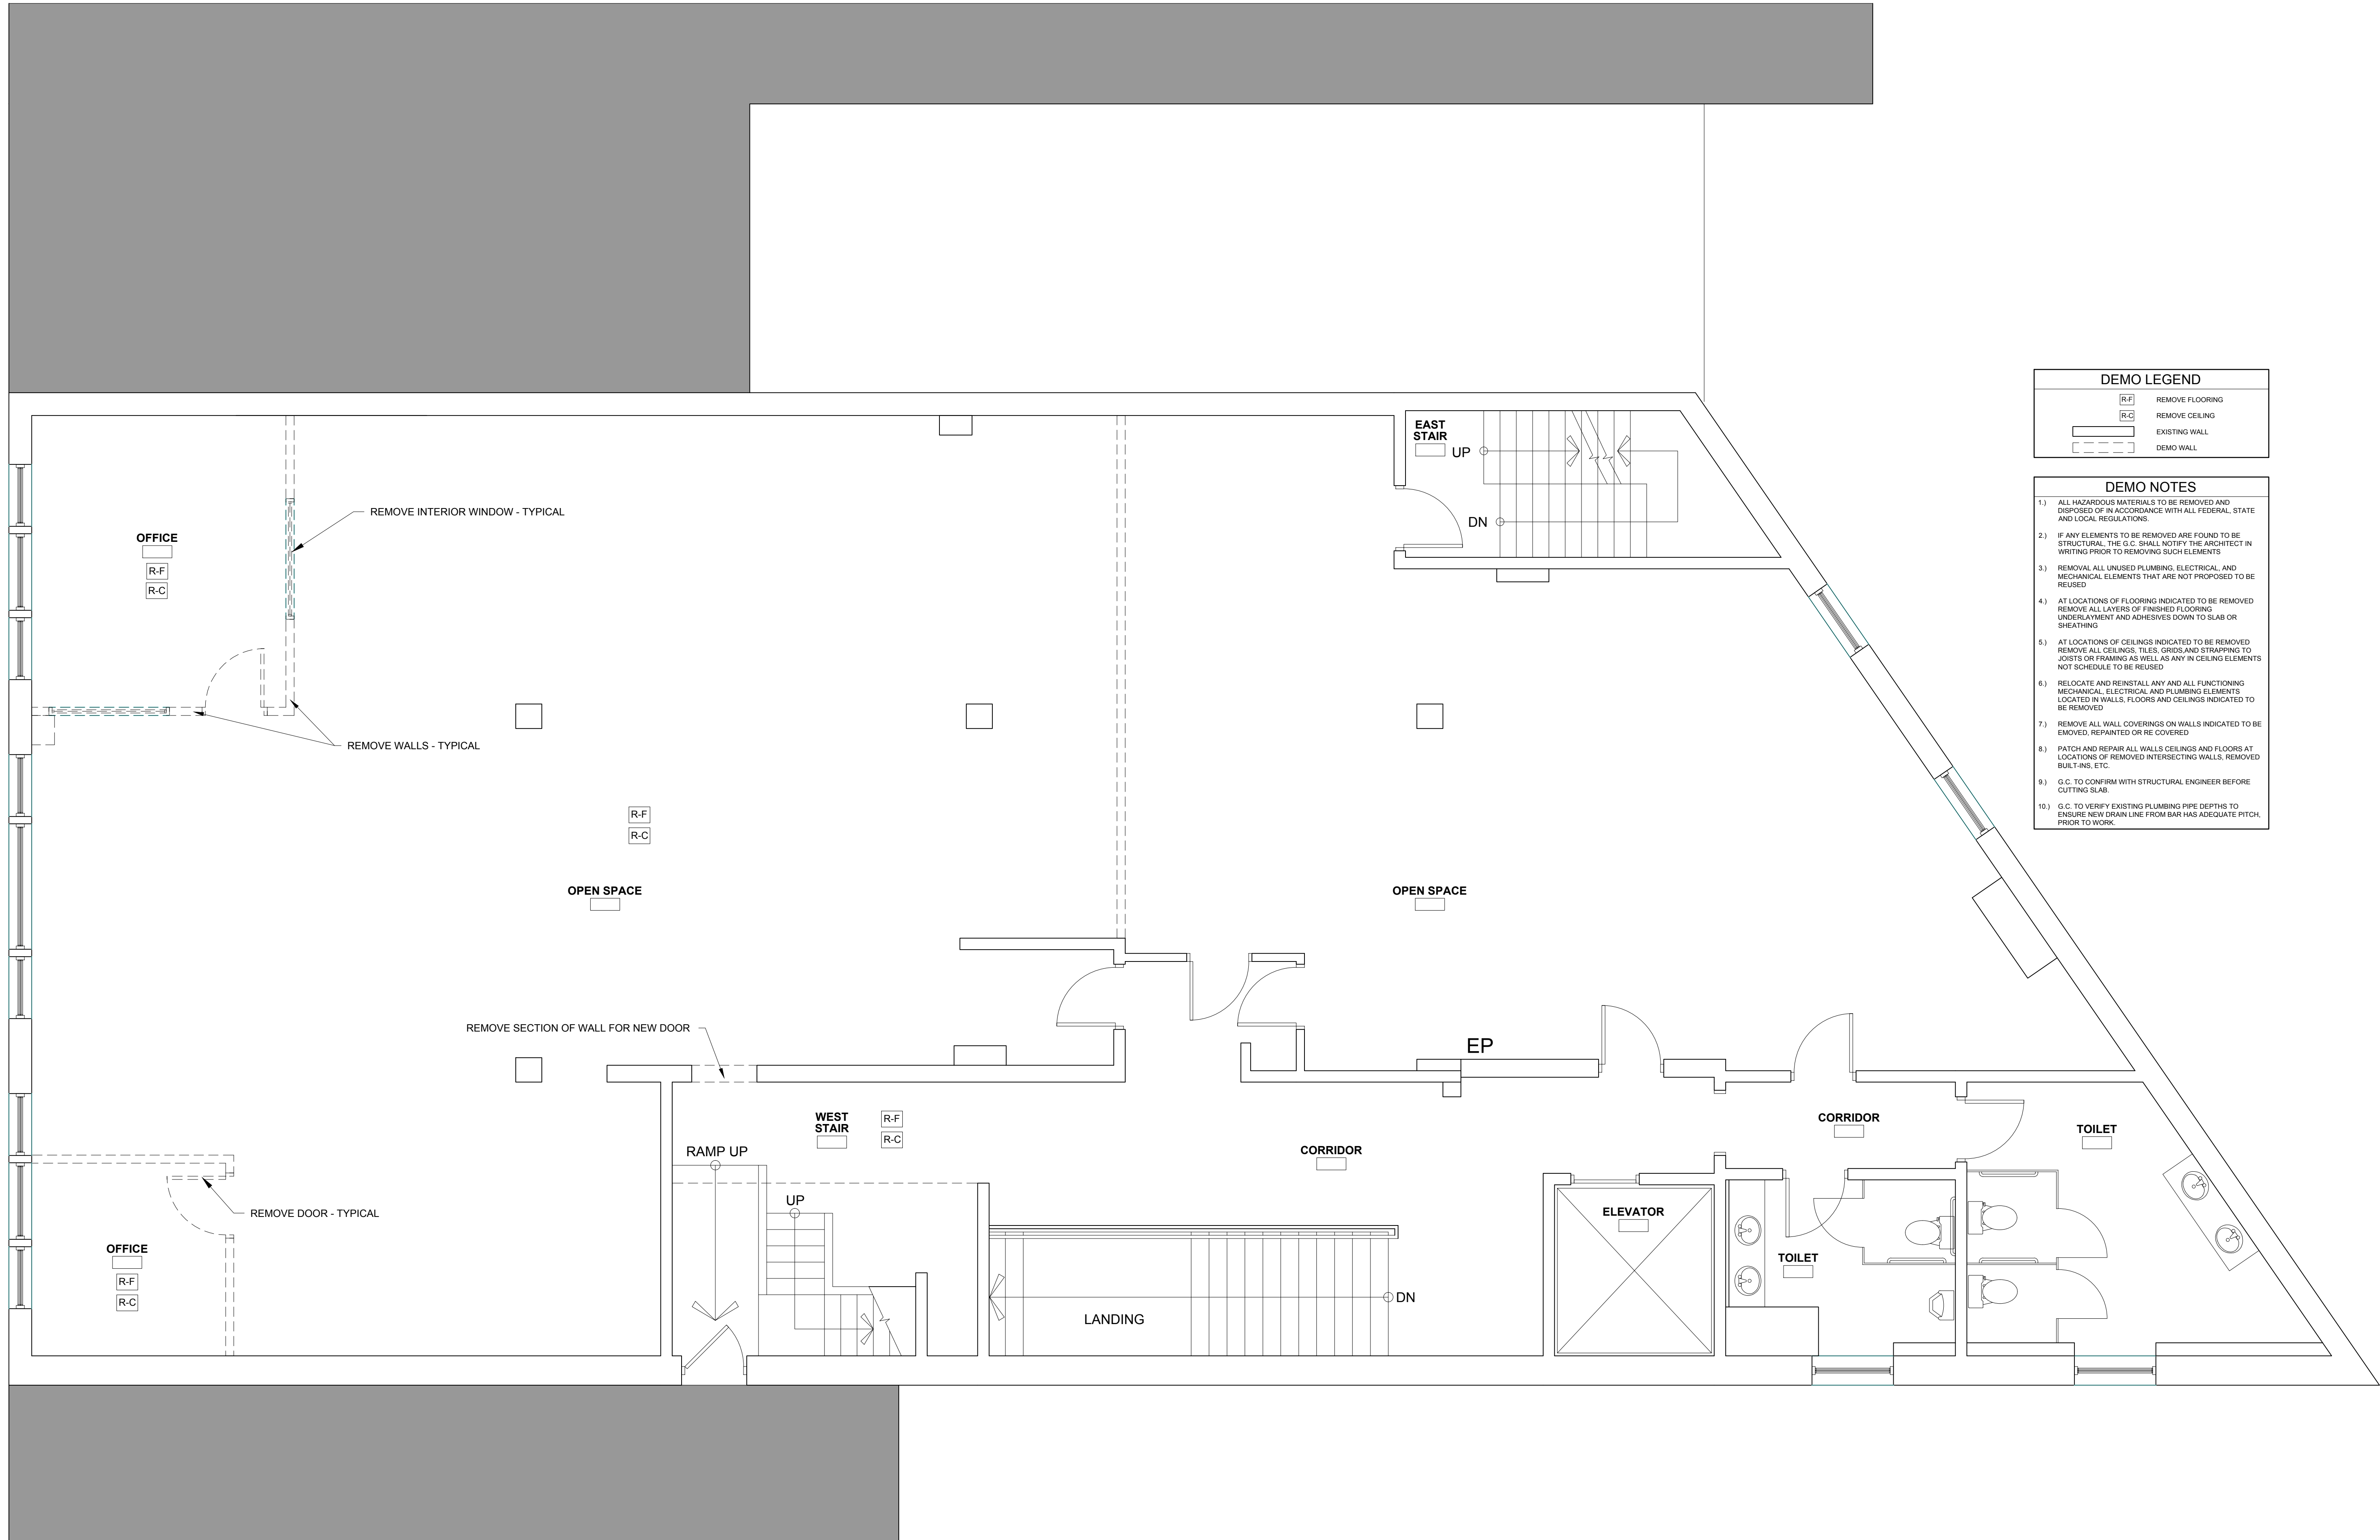 DEMO LEGEND
R-F REMOVE FLOORING
R-C REMOVE CEILING
EXISTING WALL
DEMO WALL
EAST
STAIR
UP
DN
DEMO NOTES
1.) ALL HAZARDOUS MATERIALS TO BE REMOVED AND
DISPOSED OF IN ACCORDANCE WITH ALL FEDERAL, STATE
AND LOCAL REGULATIONS.
2.) IF ANY ELEMENTS TO BE REMOVED ARE FOUND TO BE
STRUCTURAL, THE G.C. SHALL NOTIFY THE ARCHITECT IN
WRITING PRIOR TO REMOVING SUCH ELEMENTS
3.) REMOVAL ALL UNUSED PLUMBING, ELECTRICAL, AND
MECHANICAL ELEMENTS THAT ARE NOT PROPOSED TO BE
REUSED
4.) AT LOCATIONS OF FLOORING INDICATED TO BE REMOVED
REMOVE ALL LAYERS OF FINISHED FLOORING
UNDERLAYMENT AND ADHESIVES DOWN TO SLAB OR
SHEATHING
5.) AT LOCATIONS OF CEILINGS INDICATED TO BE REMOVED
REMOVE ALL CEILINGS, TILES, GRIDS,AND STRAPPING TO
JOISTS OR FRAMING AS WELL AS ANY IN CEILING ELEMENTS
NOT SCHEDULE TO BE REUSED
6.) RELOCATE AND REINSTALL ANY AND ALL FUNCTIONING
MECHANICAL, ELECTRICAL AND PLUMBING ELEMENTS
LOCATED IN WALLS, FLOORS AND CEILINGS INDICATED TO
BE REMOVED
7.) REMOVE ALL WALL COVERINGS ON WALLS INDICATED TO BE
EMOVED, REPAINTED OR RE COVERED
8.) PATCH AND REPAIR ALL WALLS CEILINGS AND FLOORS AT
LOCATIONS OF REMOVED INTERSECTING WALLS, REMOVED
BUILT-INS, ETC.
9.) G.C. TO CONFIRM WITH STRUCTURAL ENGINEER BEFORE
CUTTING SLAB.
10.) G.C. TO VERIFY EXISTING PLUMBING PIPE DEPTHS TO
ENSURE NEW DRAIN LINE FROM BAR HAS ADEQUATE PITCH,
PRIOR TO WORK.
REMOVE INTERIOR WINDOW - TYPICAL
OFFICE
R-F
R-C
REMOVE WALLS - TYPICAL
R-F
R-C
OPEN SPACE
OPEN SPACE
REMOVE SECTION OF WALL FOR NEW DOOR
EP
WEST
STAIR
R-F
R-C
RAMP UP
UP
CORRIDOR
CORRIDOR
TOILET
REMOVE DOOR - TYPICAL
ELEVATOR
OFFICE
R-F
R-C
TOILET
DN
LANDING